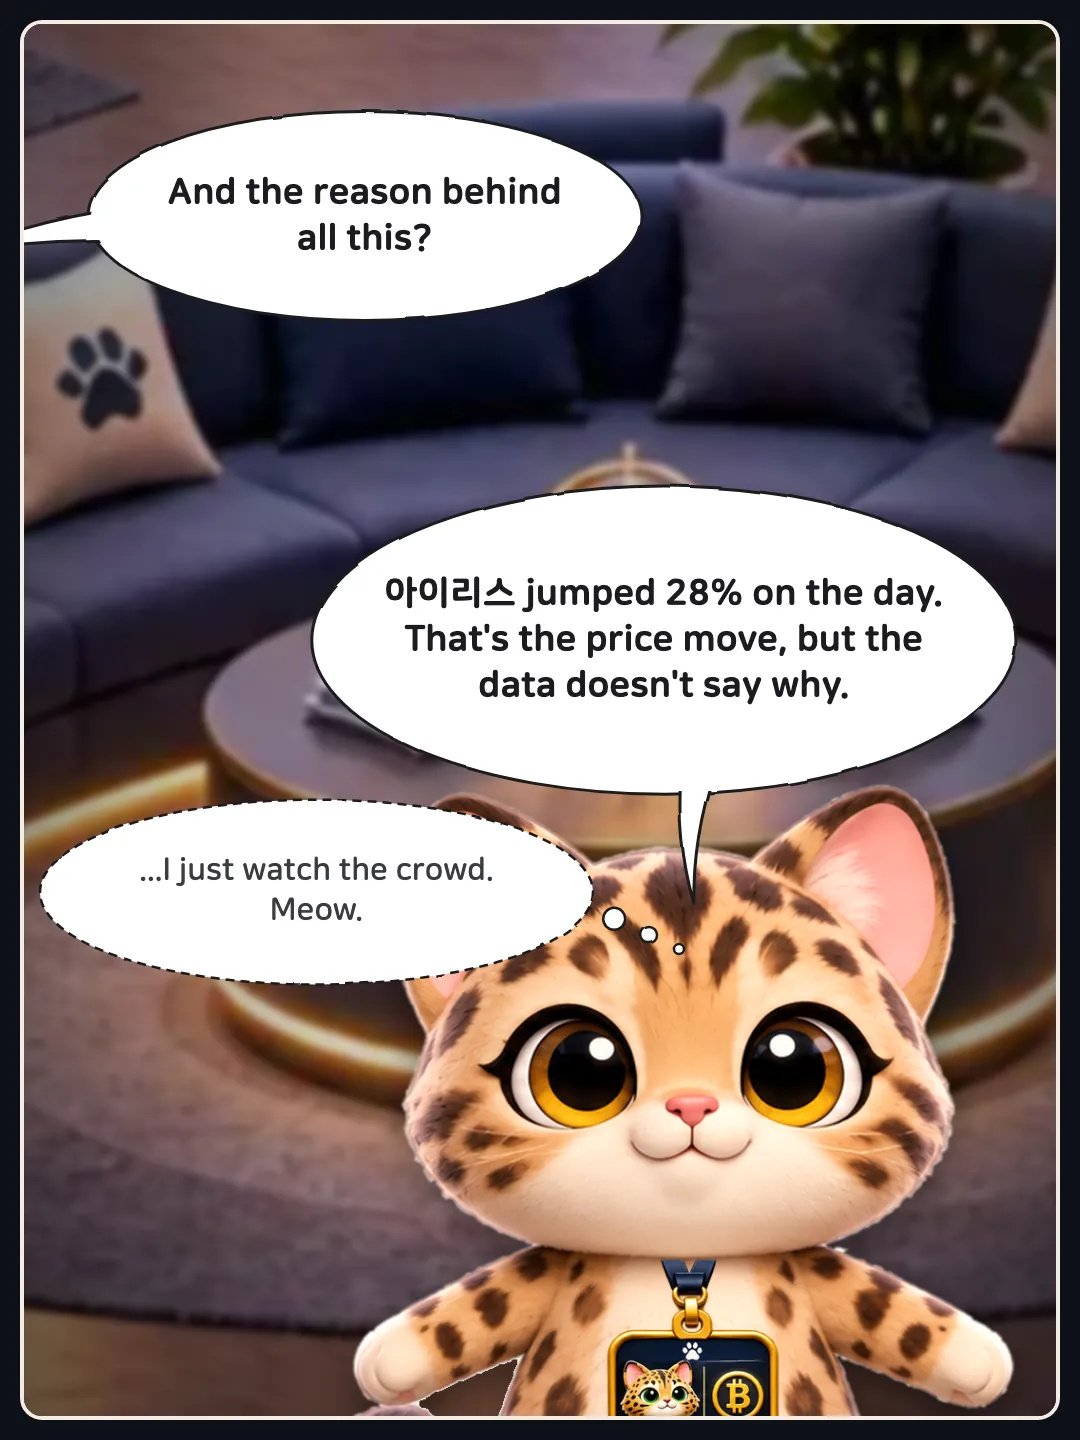 And the reason behind
all this?
아이리스 jumped 28% on the day.
That's the price move, but the
data doesn't say why.
...I just watch the crowd.
Meow.